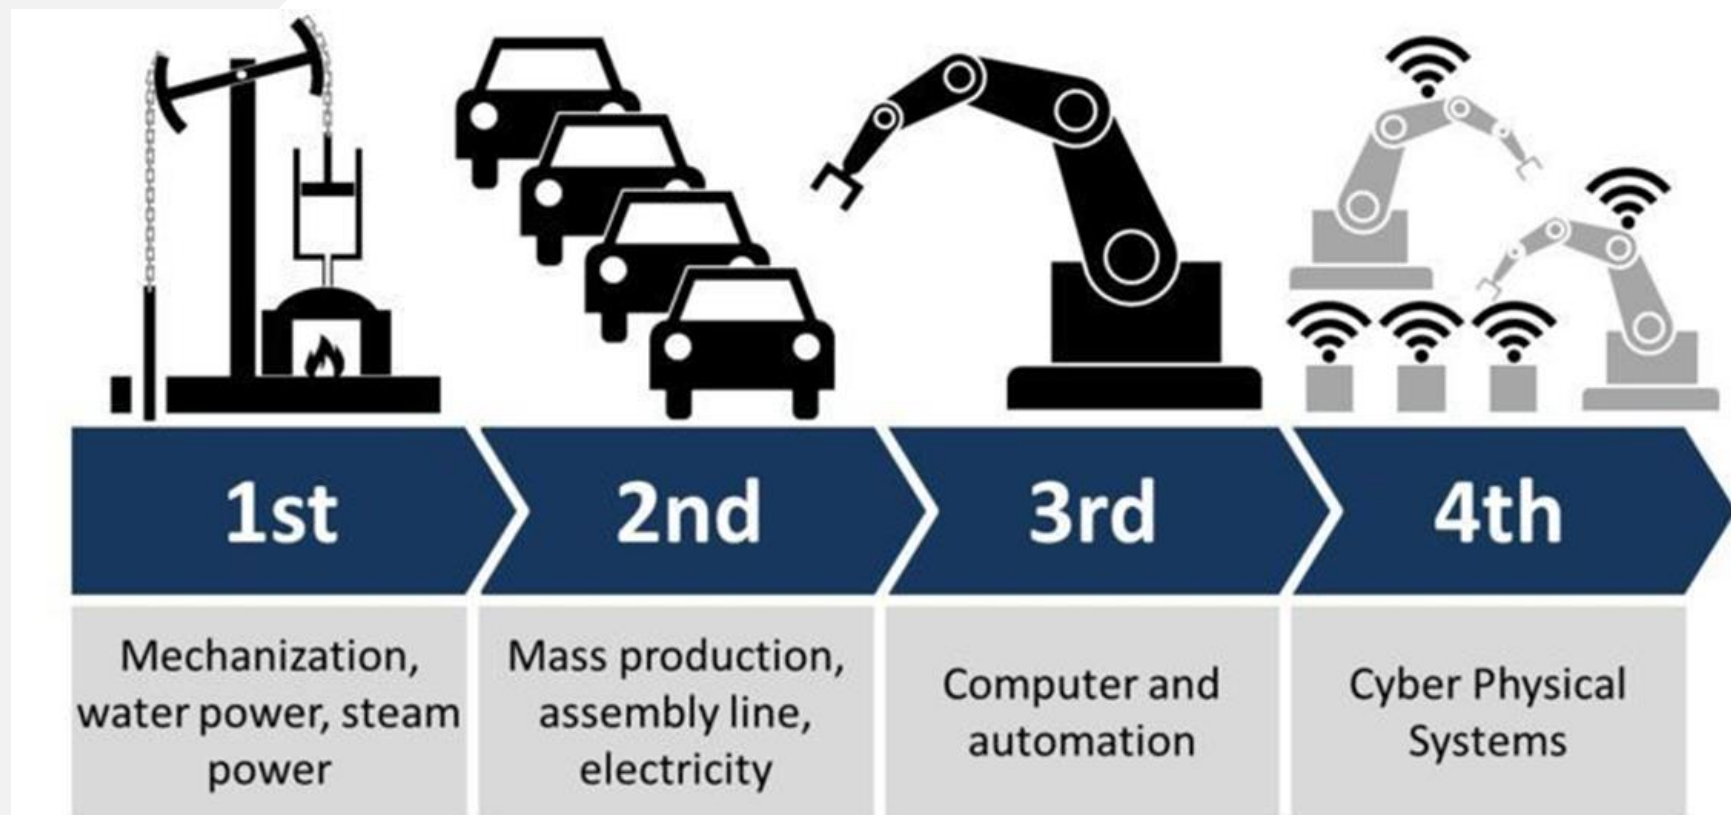 1st
2nd
3rd
4th
Mechanization,
water power, steam
power
Mass production,
assembly line,
electricity
Computer and
automation
Cyber Physical
Systems